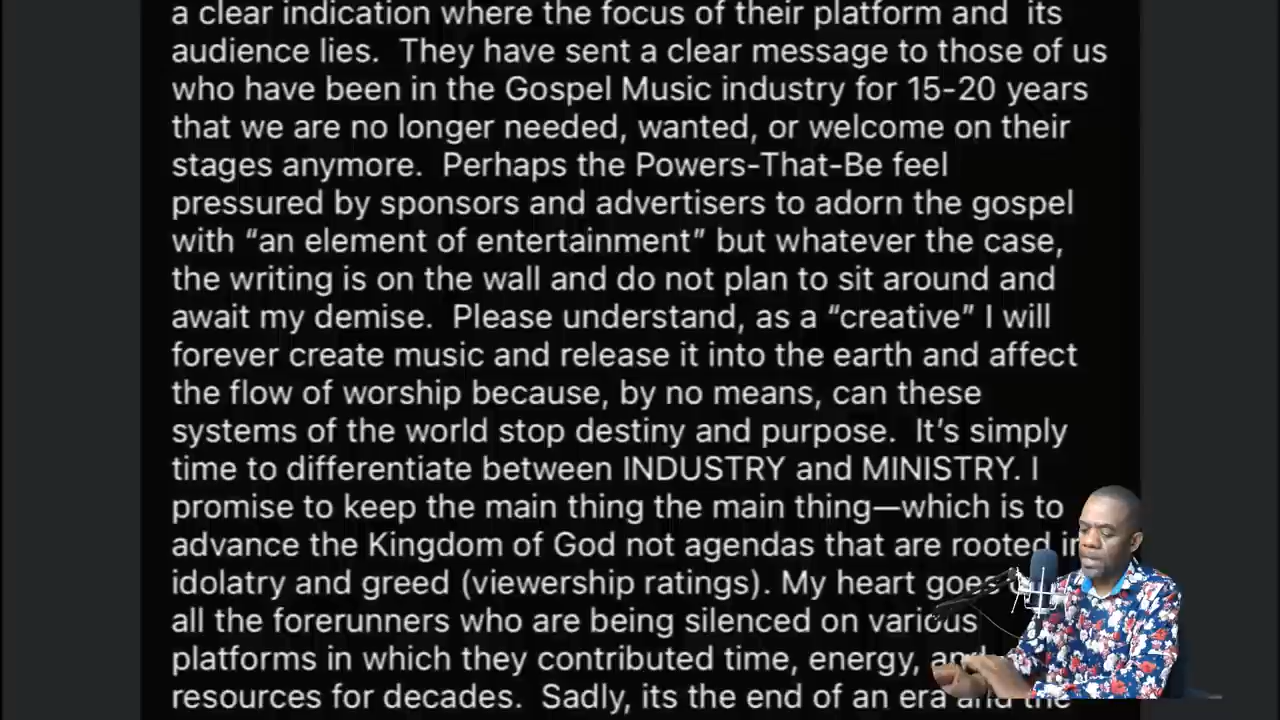 a clear indication where the focus of their platform and its
audience lies. They have sent a clear message to those of us
who have been in the Gospel Music industry for 15-20 years
that we are no longer needed, wanted, or welcome on their
stages anymore. Perhaps the Powers-That-Be feel
pressured by sponsors and advertisers to adorn the gospel
with “an element of entertainment” but whatever the case,
the writing is on the wall and do not plan to sit around and
await my demise. Please understand, as a “creative” I will
forever create music and release it into the earth and affect
the flow of worship because, by no means, can these
systems of the world stop destiny and purpose. It’s simply
time to differentiate between INDUSTRY and MINISTRY. I
promise to keep the main thing the main thing—which is to
advance the Kingdom of God not agendas that are rooted in
idolatry and greed (viewership ratings). My heart goes
all the forerunners who are being silenced on various
platforms in which they contributed time, energy, and
resources for decades. Sadly, its the end of an era and the